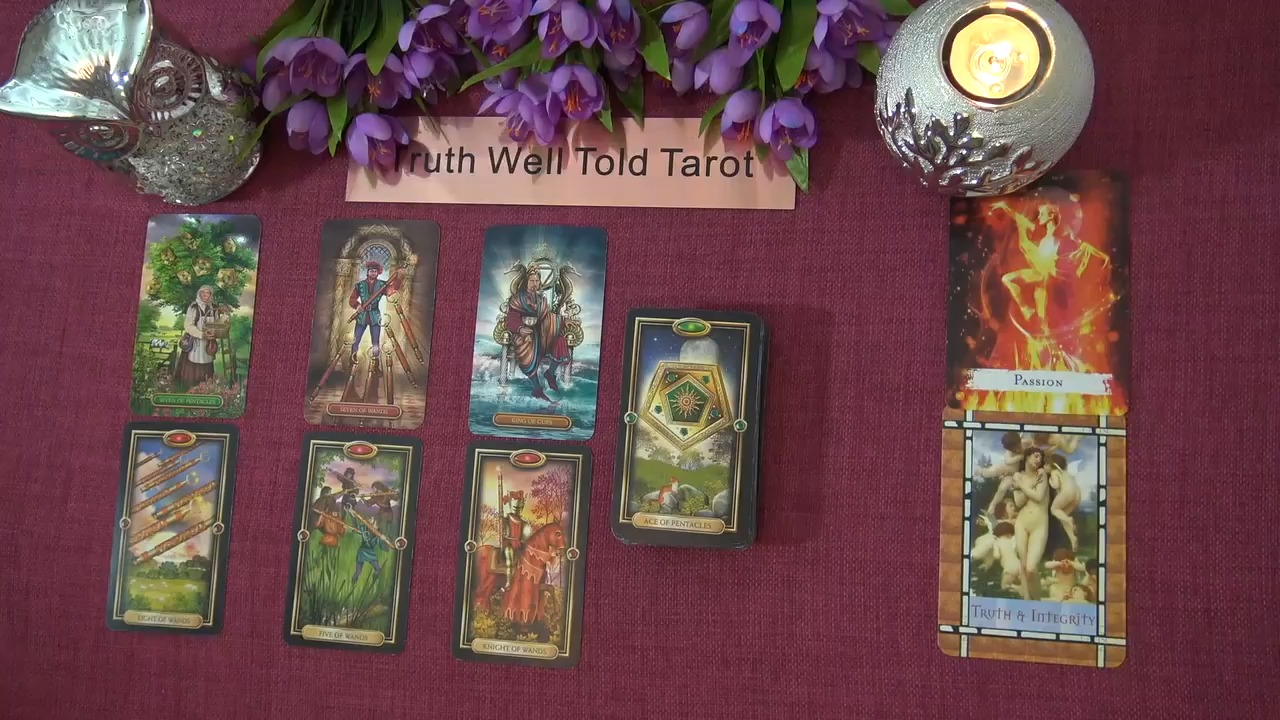 Truth Well Told Tarot
SEVEN OF PENTACLES
SEVEN OF WANDS
KING OF CUPS
ACE OF PENTACLES
EIGHT OF WANDS
FIVE OF WANDS
KNIGHT OF WANDS
PASSION
TRUTH & INTEGRITY